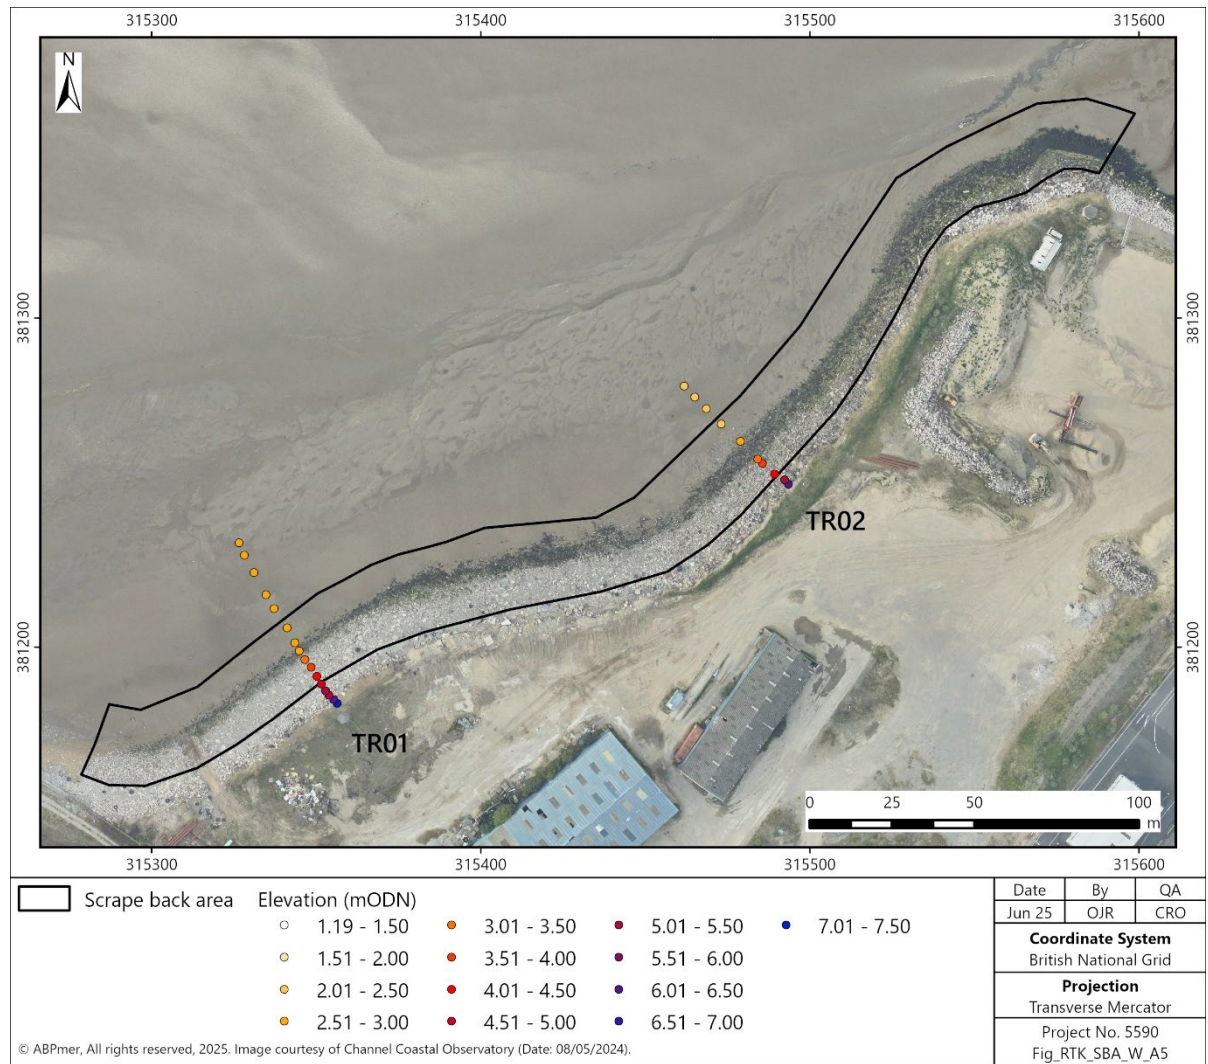 315300 315400 315500 315600
N
381300 381300
TR02
381200 381200
TR01
0 25 50 100
m
315300 315400 315500 315600
Scrape back area Elevation (mODN)
1.19 - 1.50 3.01 - 3.50 5.01 - 5.50 7.01 - 7.50
1.51 - 2.00 3.51 - 4.00 5.51 - 6.00
2.01 - 2.50 4.01 - 4.50 6.01 - 6.50
2.51 - 3.00 4.51 - 5.00 6.51 - 7.00
Date By QA
Jun 25 OJR CRO
Coordinate System
British National Grid
Projection
Transverse Mercator
Project No. 5590
Fig_RTK_SBA_W_A5
© ABPmer, All rights reserved, 2025. Image courtesy of Channel Coastal Observatory (Date: 08/05/2024).